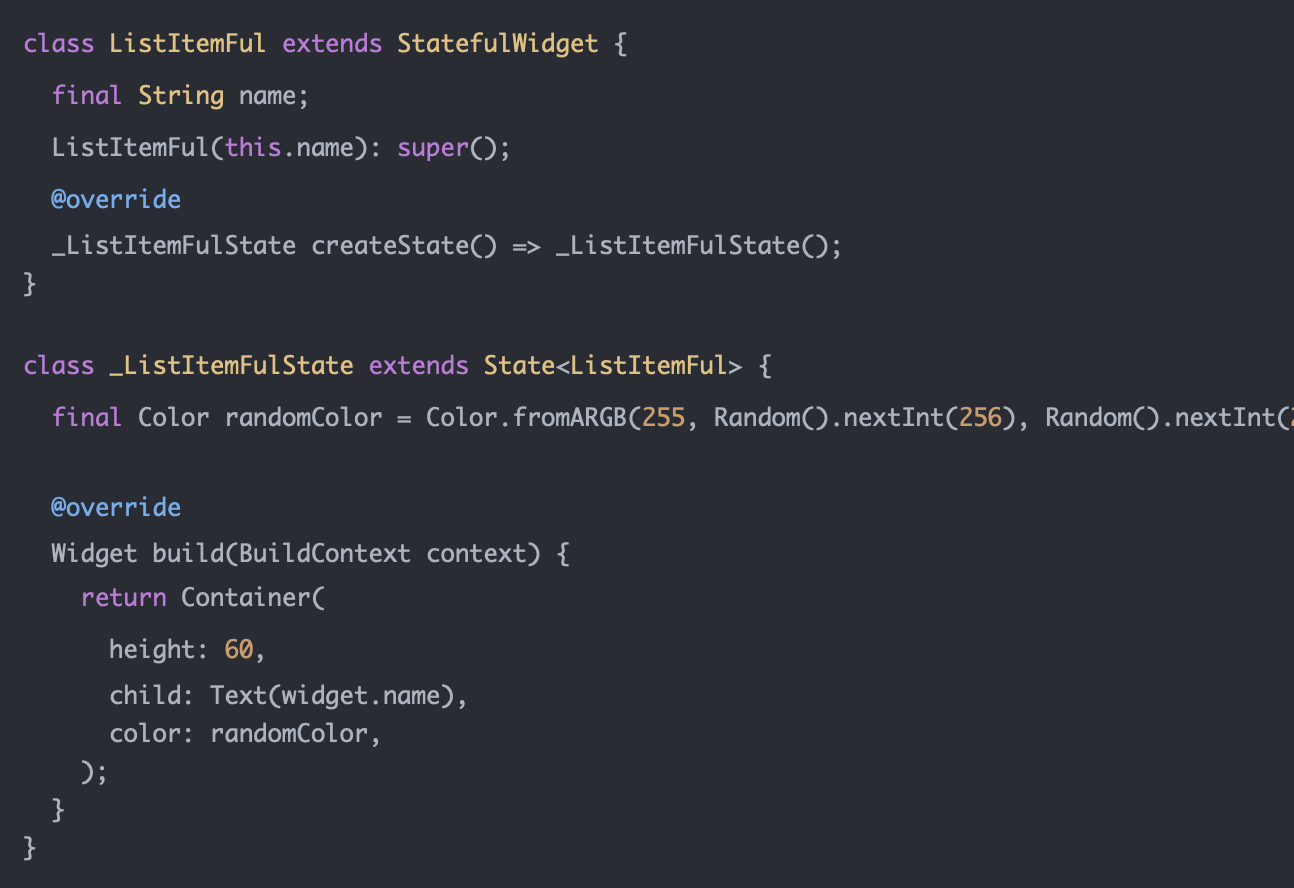 class ListItemFul extends StatefulWidget {
  final String name;
  ListItemFul(this.name): super();
  @override
  _ListItemFulState createState() => _ListItemFulState();
}
class _ListItemFulState extends State<ListItemFul> {
  final Color randomColor = Color.fromARGB(255, Random().nextInt(256), Random().nextInt(
  @override
  Widget build(BuildContext context) {
    return Container(
      height: 60,
      child: Text(widget.name),
      color: randomColor,
    );
  }
}